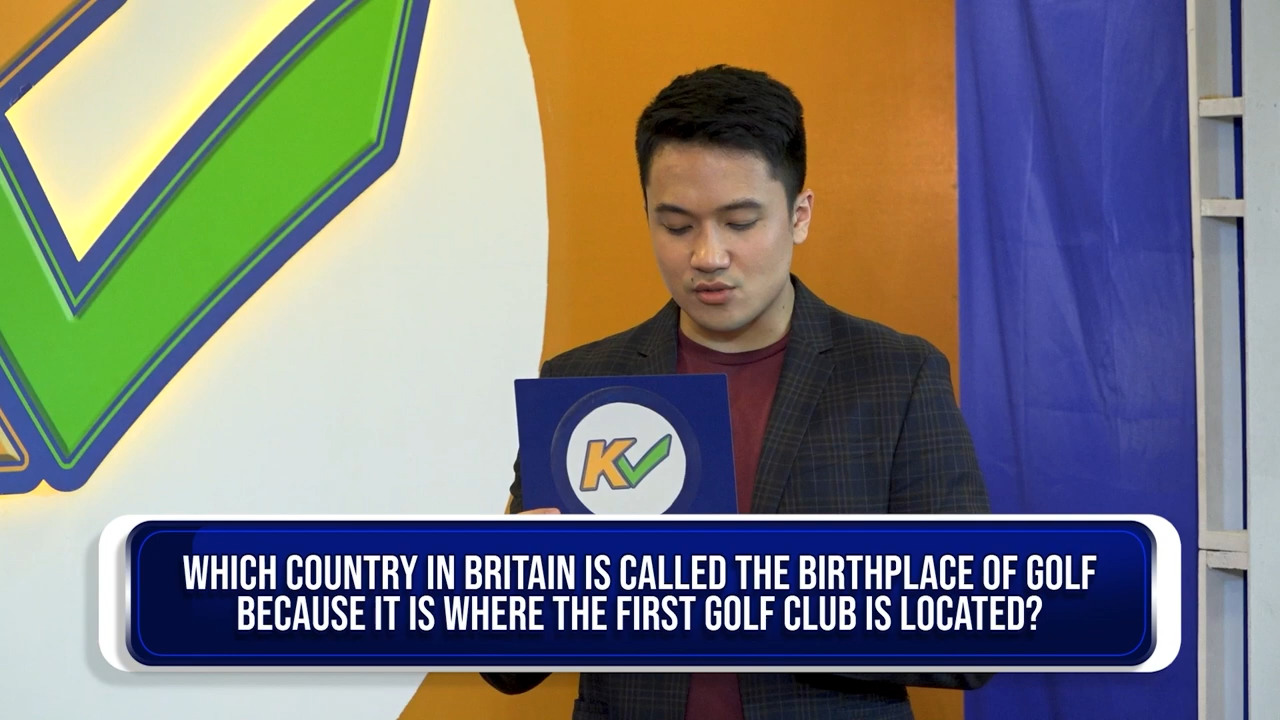 K
WHICH COUNTRY IN BRITAIN IS CALLED THE BIRTHPLACE OF GOLF
BECAUSE IT IS WHERE THE FIRST GOLF CLUB IS LOCATED?